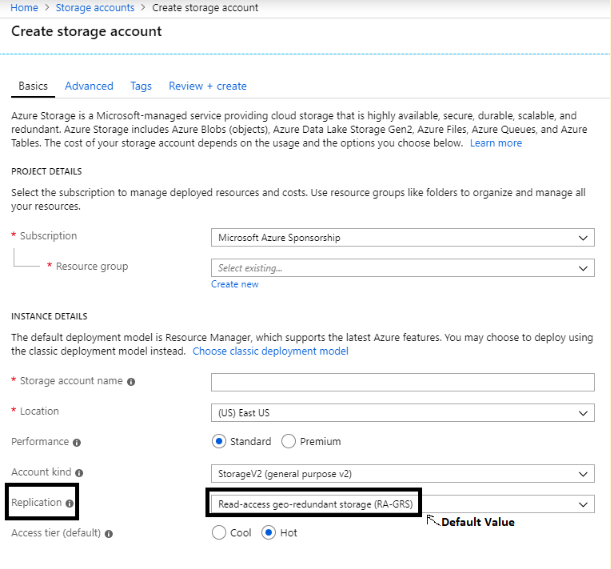 Home > Storage accounts > Create storage account
Create storage account
Basics Advanced Tags Review + create
Azure Storage is a Microsoft-managed service providing cloud storage that is highly available, secure, durable, scalable, and
redundant. Azure Storage includes Azure Blobs (objects), Azure Data Lake Storage Gen2, Azure Files, Azure Queues, and Azure
Tables. The cost of your storage account depends on the usage and the options you choose below. Learn more
PROJECT DETAILS
Select the subscription to manage deployed resources and costs. Use resource groups like folders to organize and manage all
your resources.
* Subscription Microsoft Azure Sponsorship
* Resource group Select existing...
Create new
INSTANCE DETAILS
The default deployment model is Resource Manager, which supports the latest Azure features. You may choose to deploy using
the classic deployment model instead. Choose classic deployment model
* Storage account name
* Location (US) East US
Performance Standard Premium
Account kind StorageV2 (general purpose v2)
Replication Read-access geo-redundant storage (RA-GRS)
Default Value
Access tier (default) Cool Hot